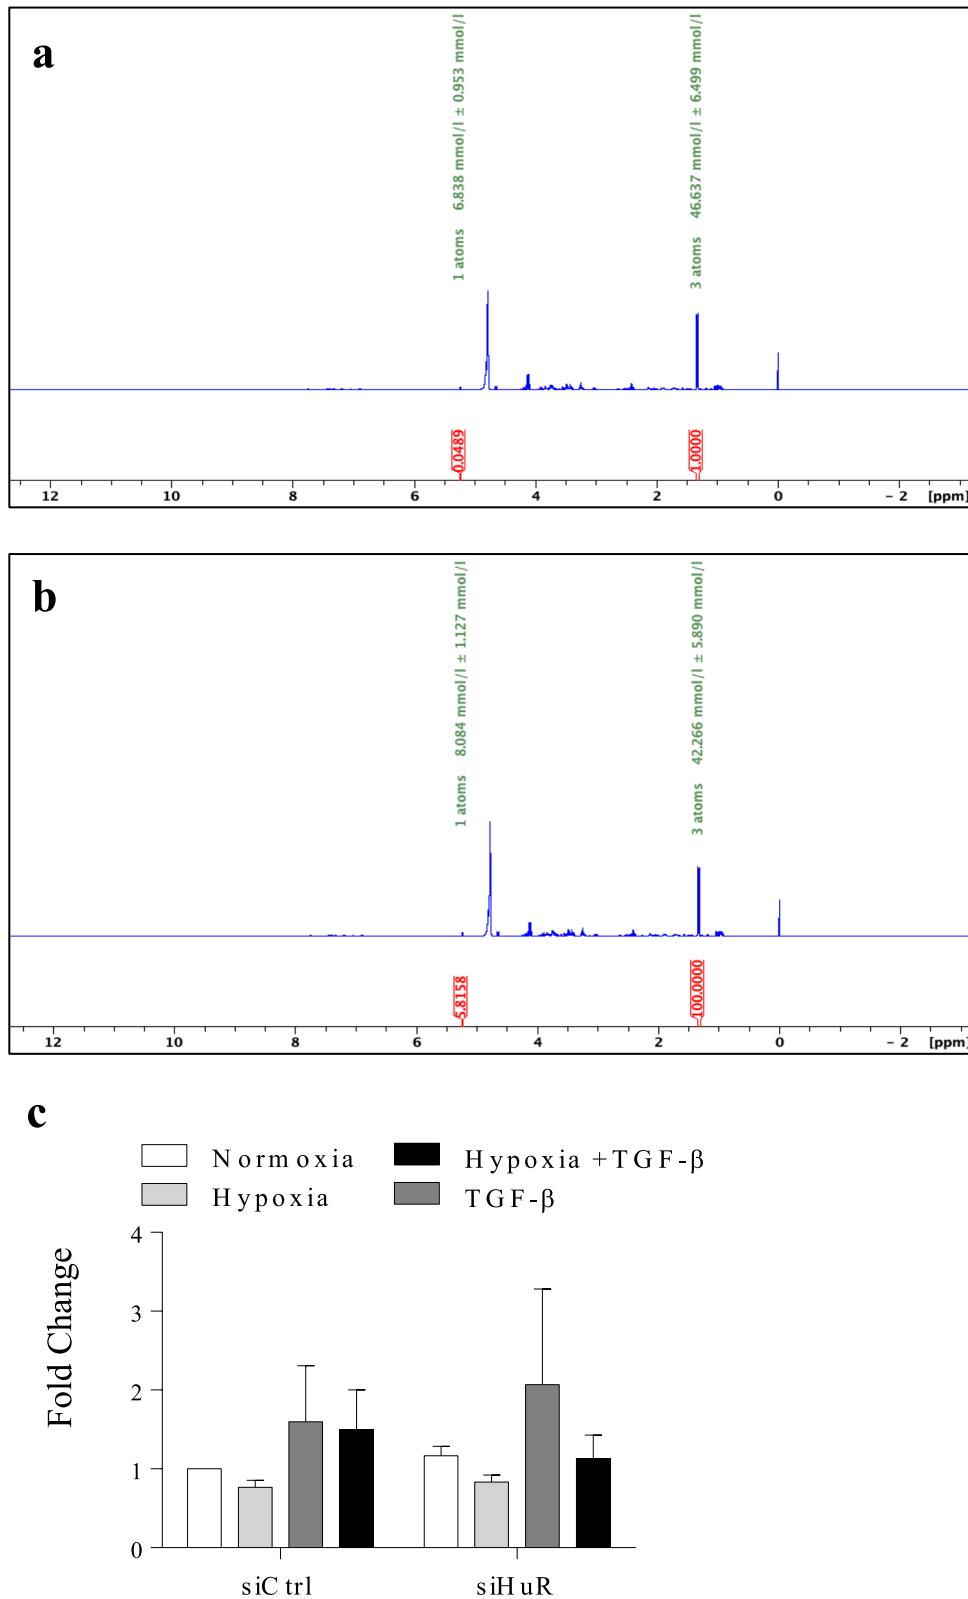 a
1 atoms 6.838 mmol/l ± 0.953 mmol/l
3 atoms 46.637 mmol/l ± 6.499 mmol/l
0.0489
1.0000
12 10 8 6 4 2 0 − 2 [ppm]
b
1 atoms 8.084 mmol/l ± 1.127 mmol/l
3 atoms 42.266 mmol/l ± 5.890 mmol/l
5.8158
100.0000
12 10 8 6 4 2 0 − 2 [ppm]
c
Normoxia
Hypoxia +TGF-β
Hypoxia
TGF-β
Fold Change
4
3
2
1
0
siCtrl
siHuR